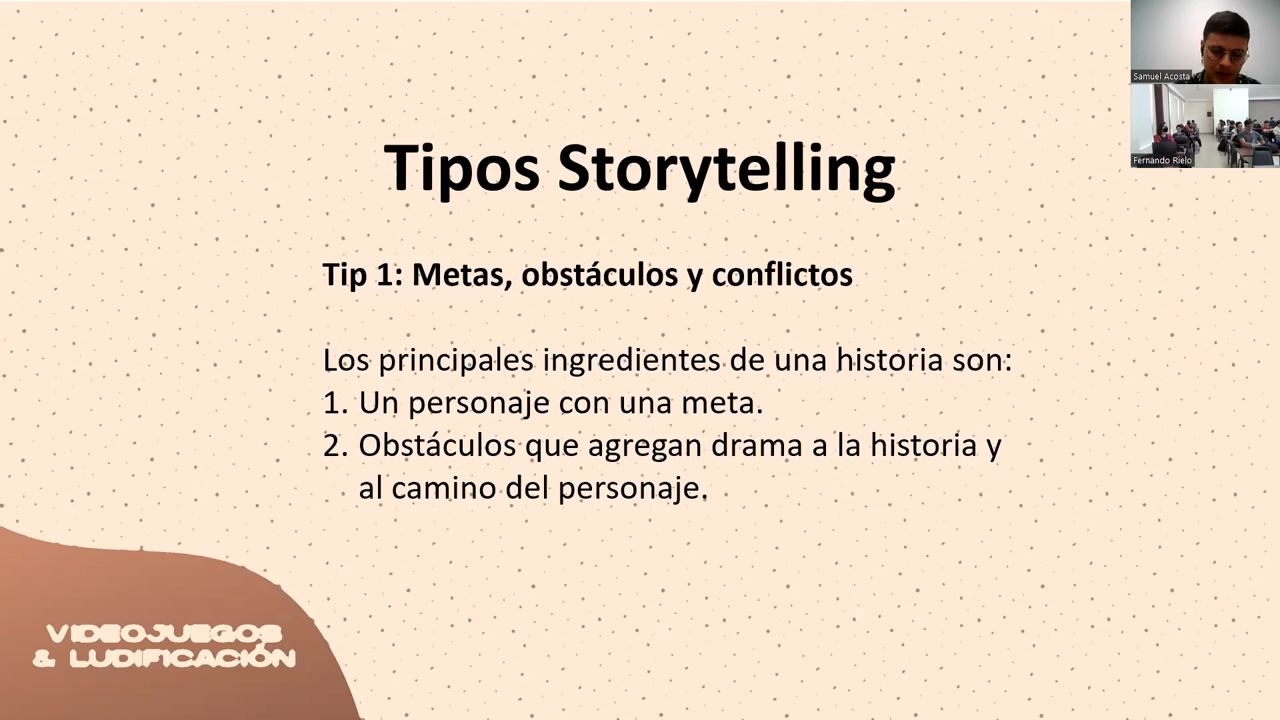 Tipos Storytelling
Tip 1: Metas, obstáculos y conflictos
Los principales ingredientes de una historia son:
1. Un personaje con una meta.
2. Obstáculos que agregan drama a la historia y
al camino del personaje.
VIDEOJUEGOS
& LUDIFICACIÓN
Samuel Acosta
Fernando Rielo